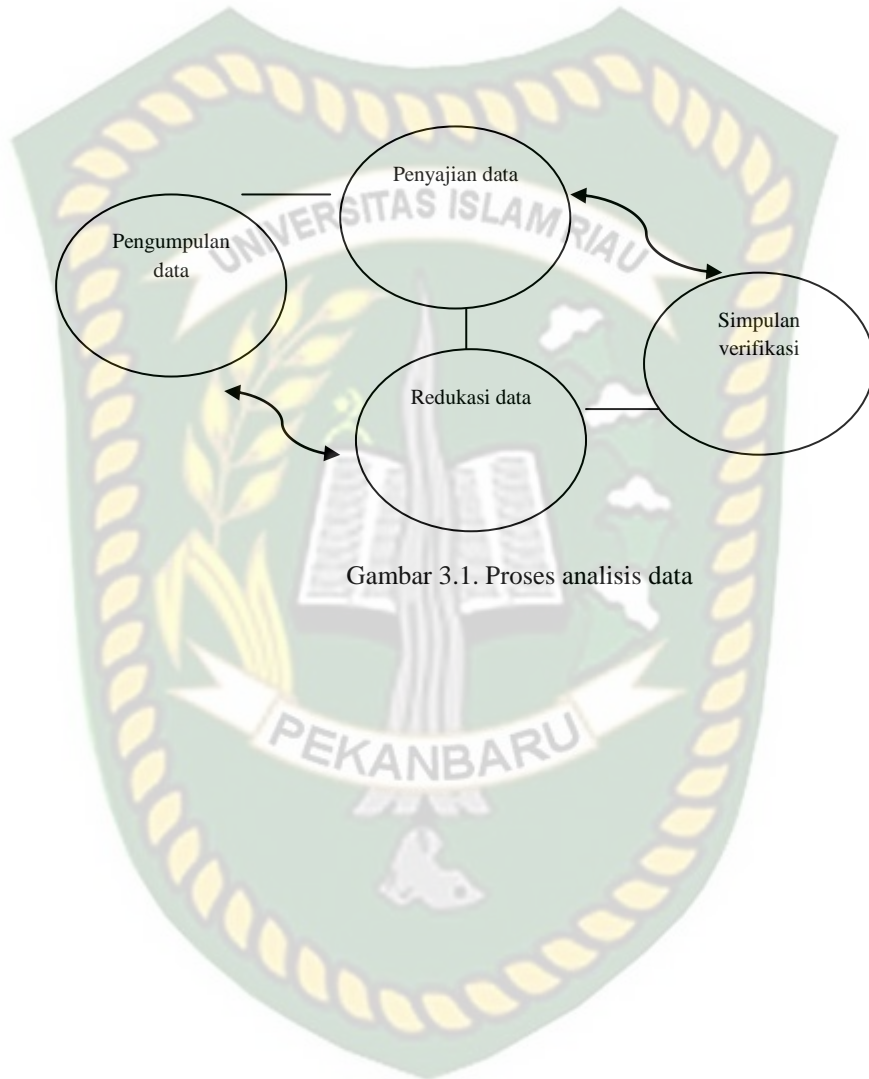 Penyajian data
UNIVERSITAS ISLAM RIAU
Pengumpulan
data
Simpulan
verifikasi
Redukasi data
Gambar 3.1. Proses analisis data
PEKANBARU